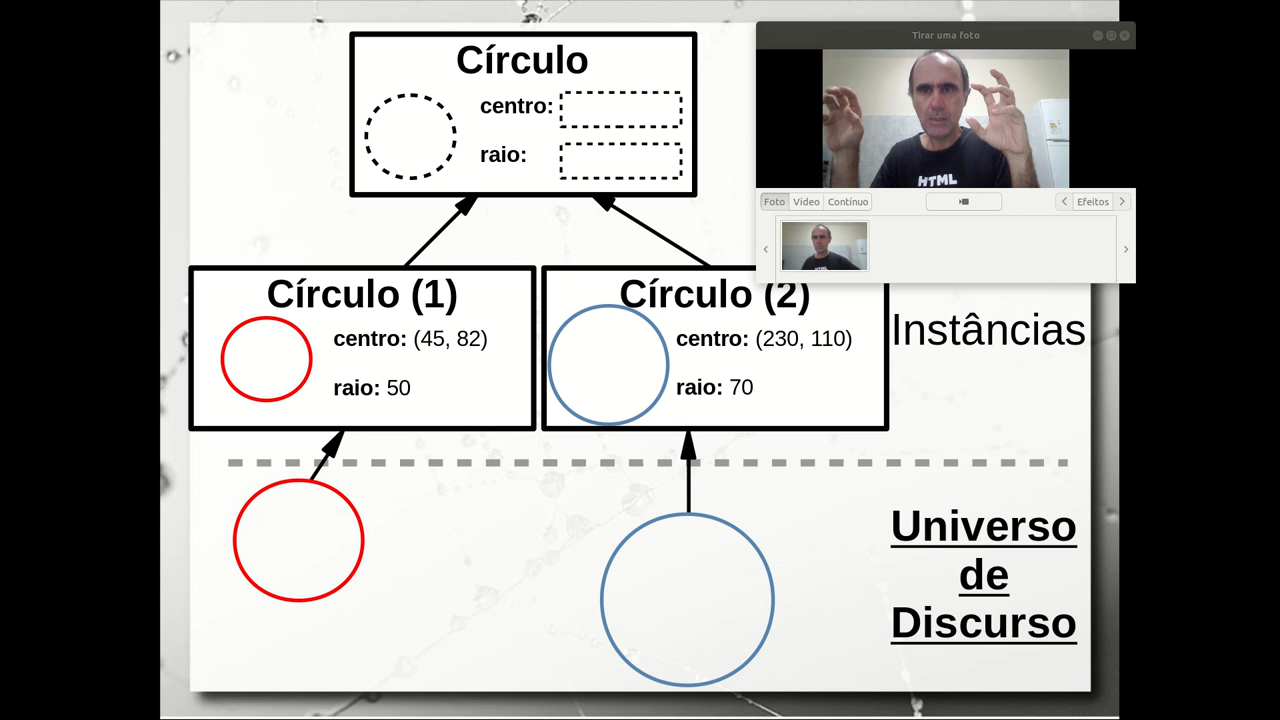 Círculo
centro:
raio:
Tirar uma foto
HTML
Foto Vídeo Contínuo Efeitos
Círculo (1)
centro: (45, 82)
raio: 50
Círculo (2)
centro: (230, 110)
raio: 70
Instâncias
Universo
de
Discurso